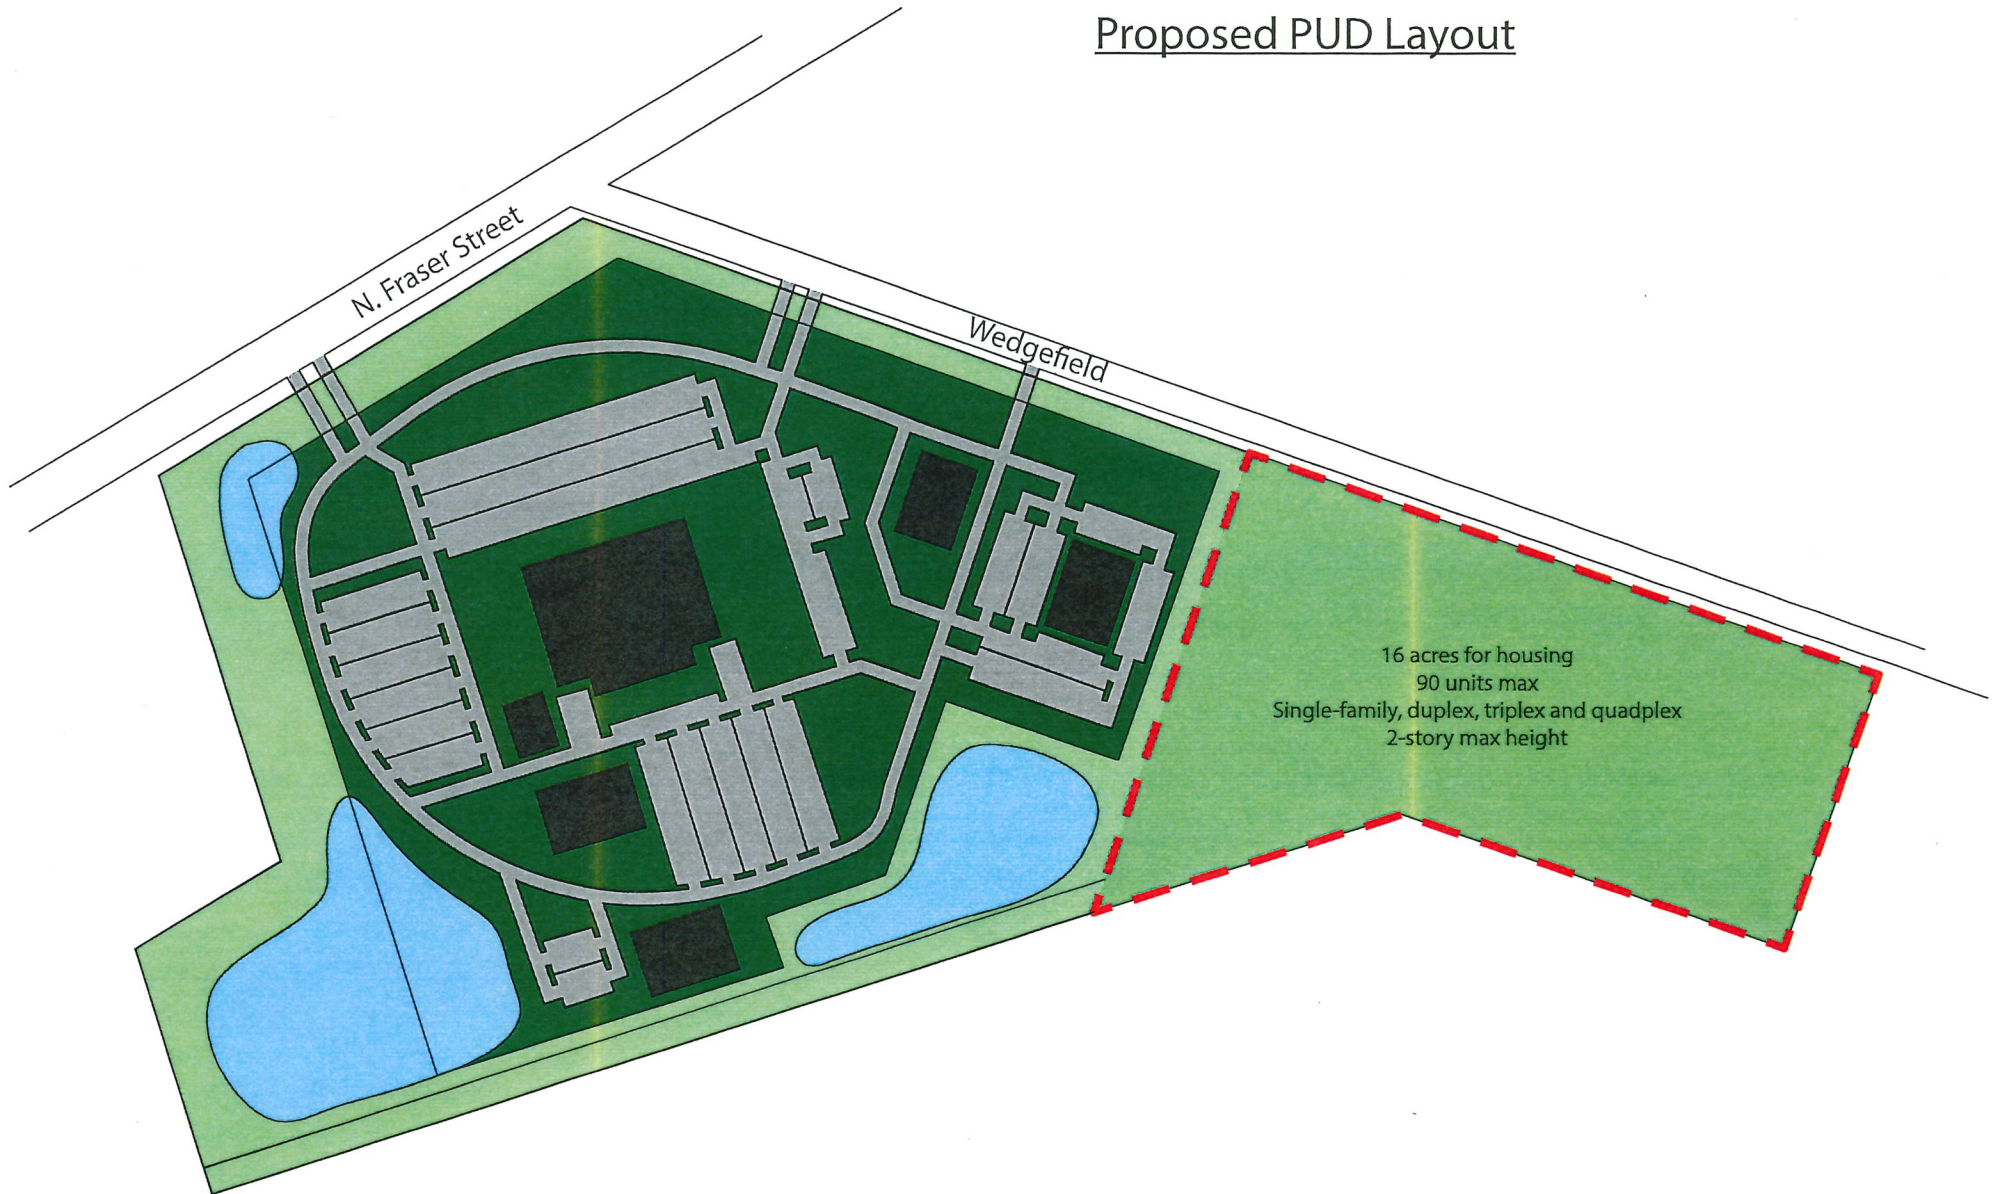 Proposed PUD Layout
N. Fraser Street
Wedgefield
16 acres for housing
90 units max
Single-family, duplex, triplex and quadplex
2-story max height